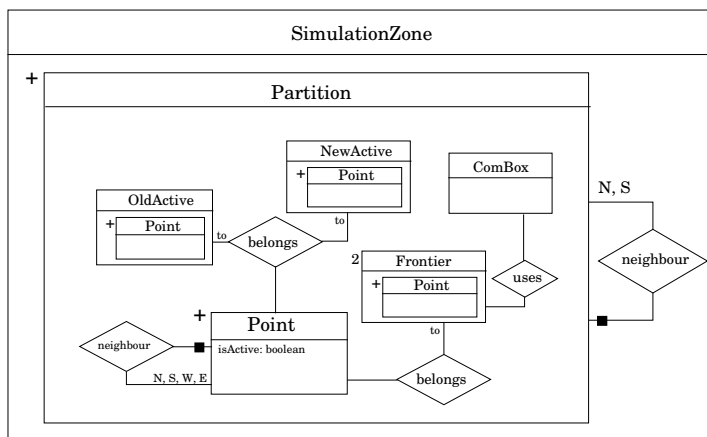 SimulationZone
+
Partition
NewActive
+ Point
ComBox
N, S
OldActive
+ Point
to
to
belongs
2 Frontier
+ Point
uses
neighbour
+
Point
isActive: boolean
neighbour
to
N, S, W, E
belongs